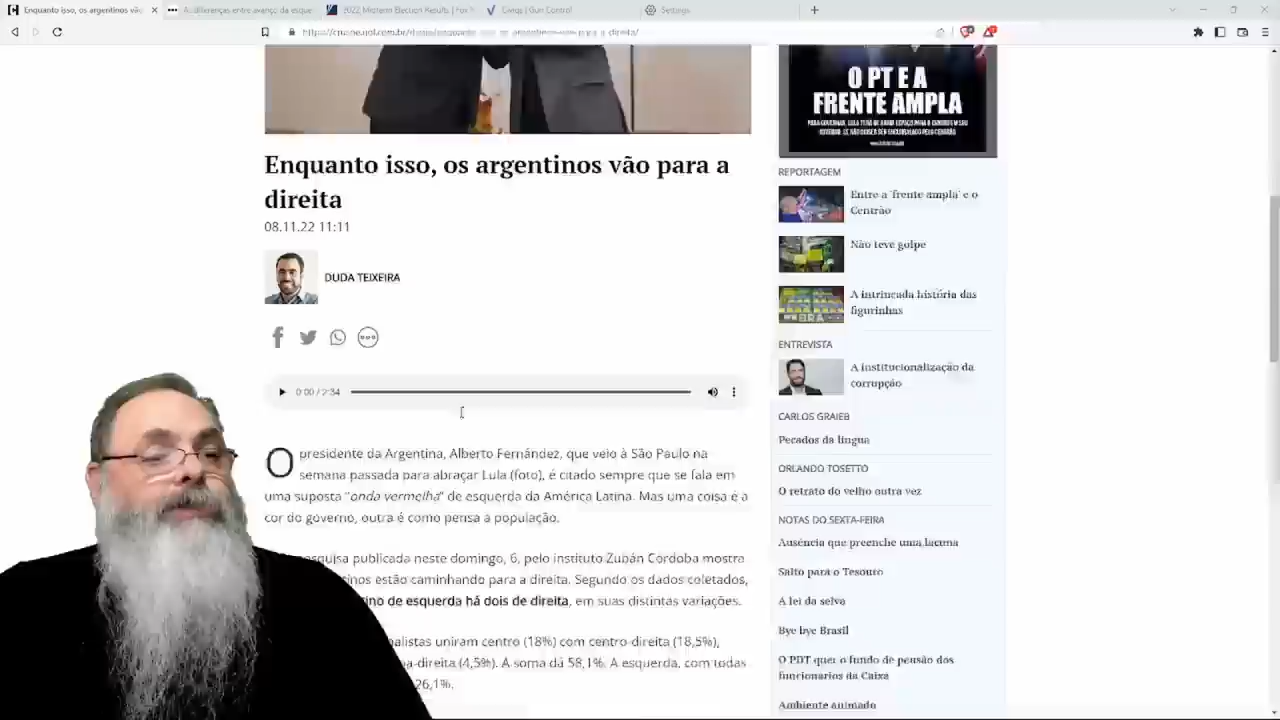 Enquanto isso, os argentinos vã
As diferenças entre avanço da esque
2022 Midterm Election Results | Fox
Civiqs | Gun Control
Settings
O PT E A
FRENTE AMPLA
Enquanto isso, os argentinos vão para a
direita
08.11.22 11:11
DUDA TEIXEIRA
0:00 / 2:34
O presidente da Argentina, Alberto Fernández, que veio à São Paulo na
semana passada para abraçar Lula (foto), é citado sempre que se fala em
uma suposta "onda vermelha" de esquerda da América Latina. Mas uma coisa é a
cor do governo, outra é como pensa a população.
publicada neste domingo, 6, pelo instituto Zubán Córdoba mostra
estão caminhando para a direita. Segundo os dados coletados,
de esquerda há dois de direita, em suas distintas variações.
uniram centro (18%) com centro-direita (18,5%),
(4,5%). A soma dá 58,1%. A esquerda, com todas
26,1%.
REPORTAGEM
Entre a 'frente ampla' e o
Centrão
Não teve golpe
A intrincada história das
figurinhas
ENTREVISTA
A institucionalização da
corrupção
CARLOS GRAIEB
Pecados da língua
ORLANDO TOSETTO
O retrato do velho outra vez
NOTAS DO SEXTA-FEIRA
Ausência que preenche uma lacuna
Salto para o Tesouro
A lei da selva
Bye bye Brasil
O PDT quer o fundo de pensão dos
funcionários da Caixa
Ambiente animado